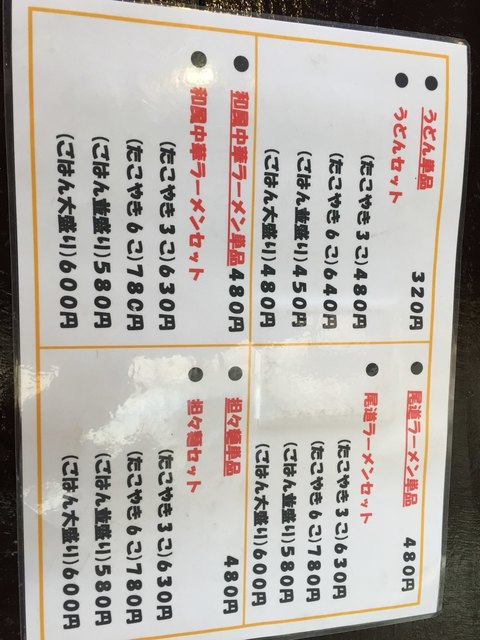 ● うどん単品 320円
● うどんセット
(たこやき3こ)480円
(たこやき6こ)640円
(ごはん並盛り)450円
(ごはん大盛り)480円
● 尾道ラーメン単品 480円
● 尾道ラーメンセット
(たこやき3こ)630円
(たこやき6こ)780円
(ごはん並盛り)580円
(ごはん大盛り)600円
● 和風中華ラーメン単品480円
● 和風中華ラーメンセット
(たこやき3こ)630円
(たこやき6こ)780円
(ごはん並盛り)580円
(ごはん大盛り)600円
● 担々麺単品 480円
● 担々麺セット
(たこやき3こ)630円
(たこやき6こ)780円
(ごはん並盛り)580円
(ごはん大盛り)600円